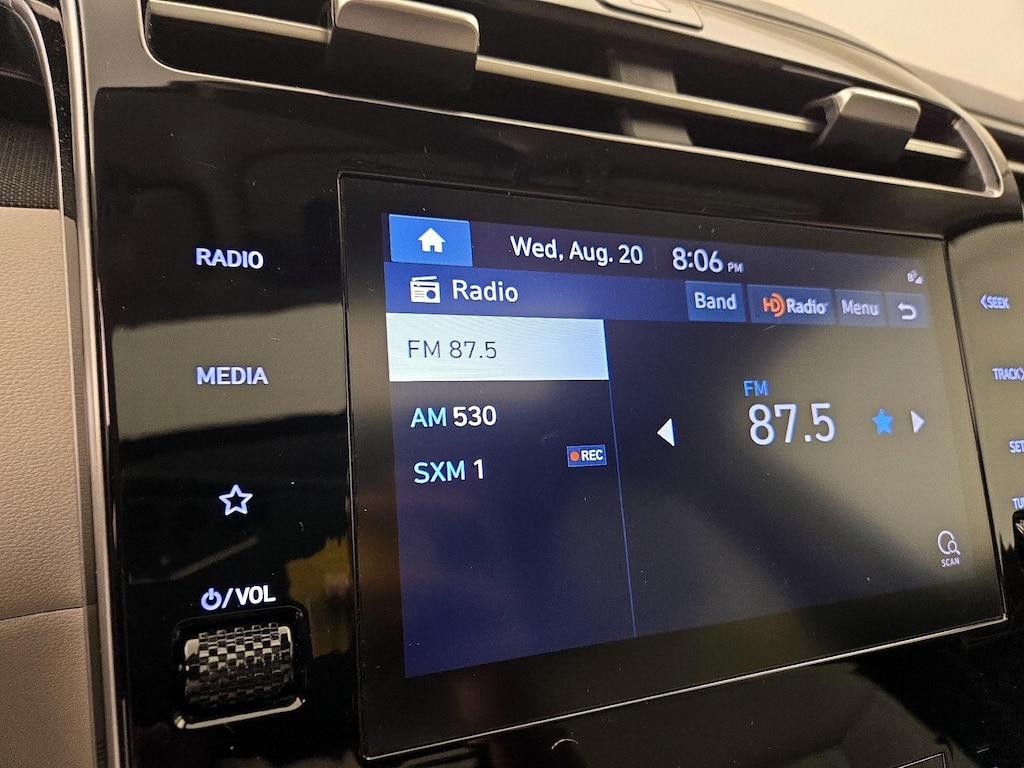 RADIO
MEDIA
/VOL
Wed, Aug. 20 8:06 PM
Radio
Band HD Radio Menu
FM 87.5
AM 530
SXM 1 REC
FM
87.5
SCAN
SEEK
TRACK